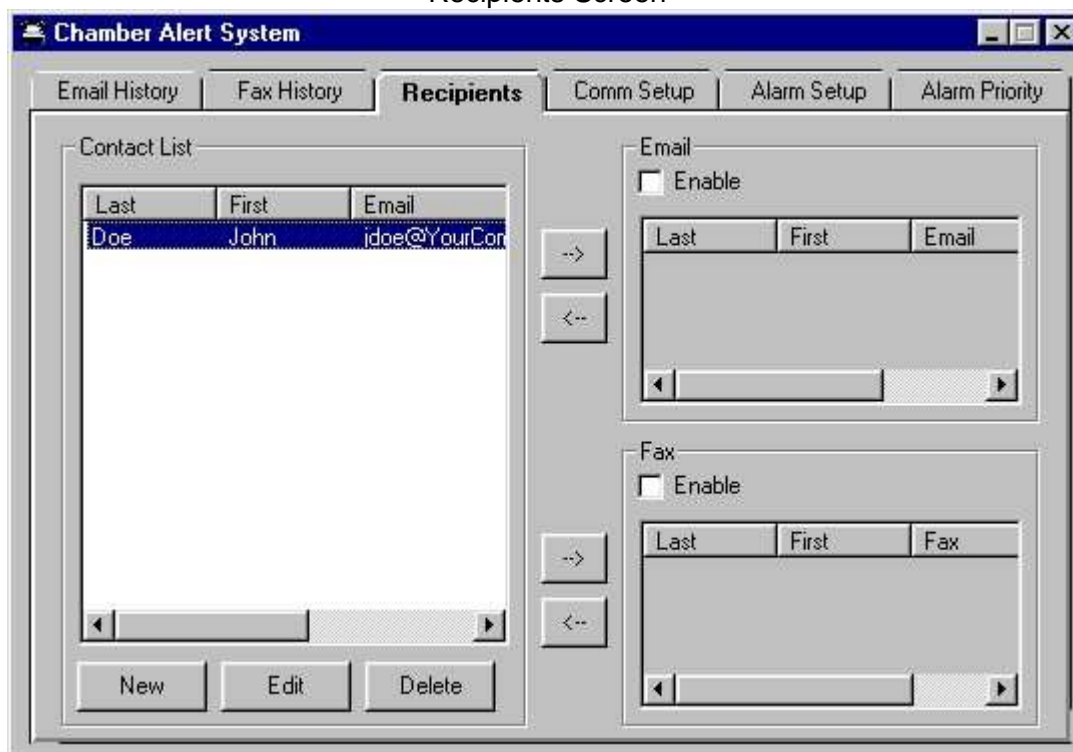 Recipients Screen
Chamber Alert System
Email History Fax History Recipients Comm Setup Alarm Setup Alarm Priority
Contact List
Last First Email
Doe John jdoe@YourCom
New Edit Delete
-->
<--
-->
<--
Email
Enable
Last First Email
Fax
Enable
Last First Fax